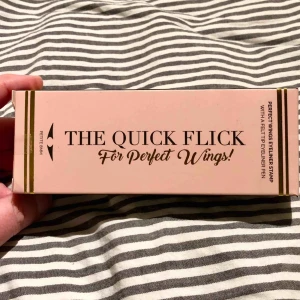 THE QUICK FLICK
For Perfect Wings!
PERFECT WINGS EYELINER STAMP
WITH A FELT TIP EYELINER PEN